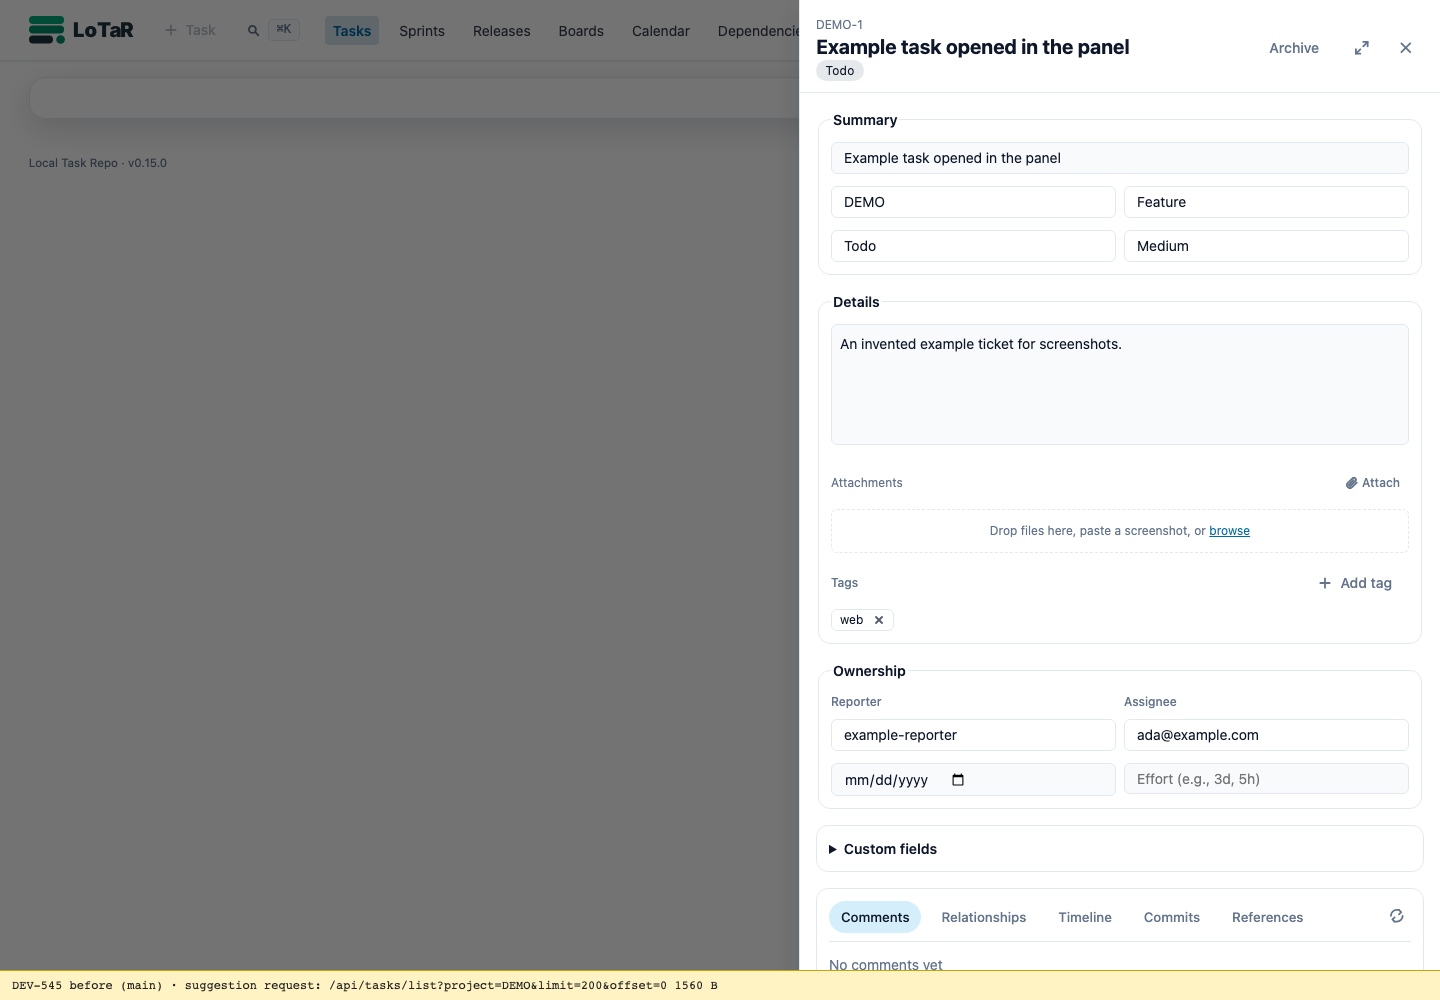 LoTaR
Task
⌘K
Tasks
Sprints
Releases
Boards
Calendar
Local Task Repo · v0.15.0
DEMO-1
Example task opened in the panel
Todo
Archive
Summary
Example task opened in the panel
DEMO
Feature
Todo
Medium
Details
An invented example ticket for screenshots.
Attachments
Attach
Drop files here, paste a screenshot, or browse
Tags
Add tag
web
Ownership
Reporter
Assignee
example-reporter
ada@example.com
mm/dd/yyyy
Effort (e.g., 3d, 5h)
Custom fields
Comments
Relationships
Timeline
Commits
References
No comments yet
DEV-545 before (main) · suggestion request: /api/tasks/list?project=DEMO&limit=200&offset=0 1560 B